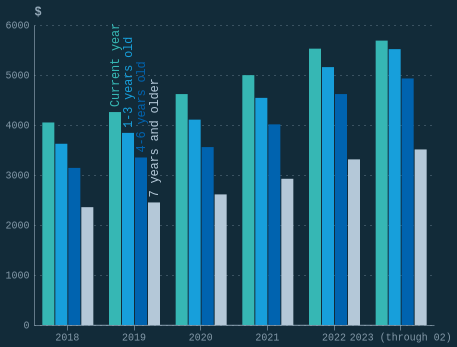 $
6000
5000
4000
3000
2000
1000
0
Current year
1-3 years old
4-6 years old
7 years and older
2018
2019
2020
2021
2022
2023 (through 02)